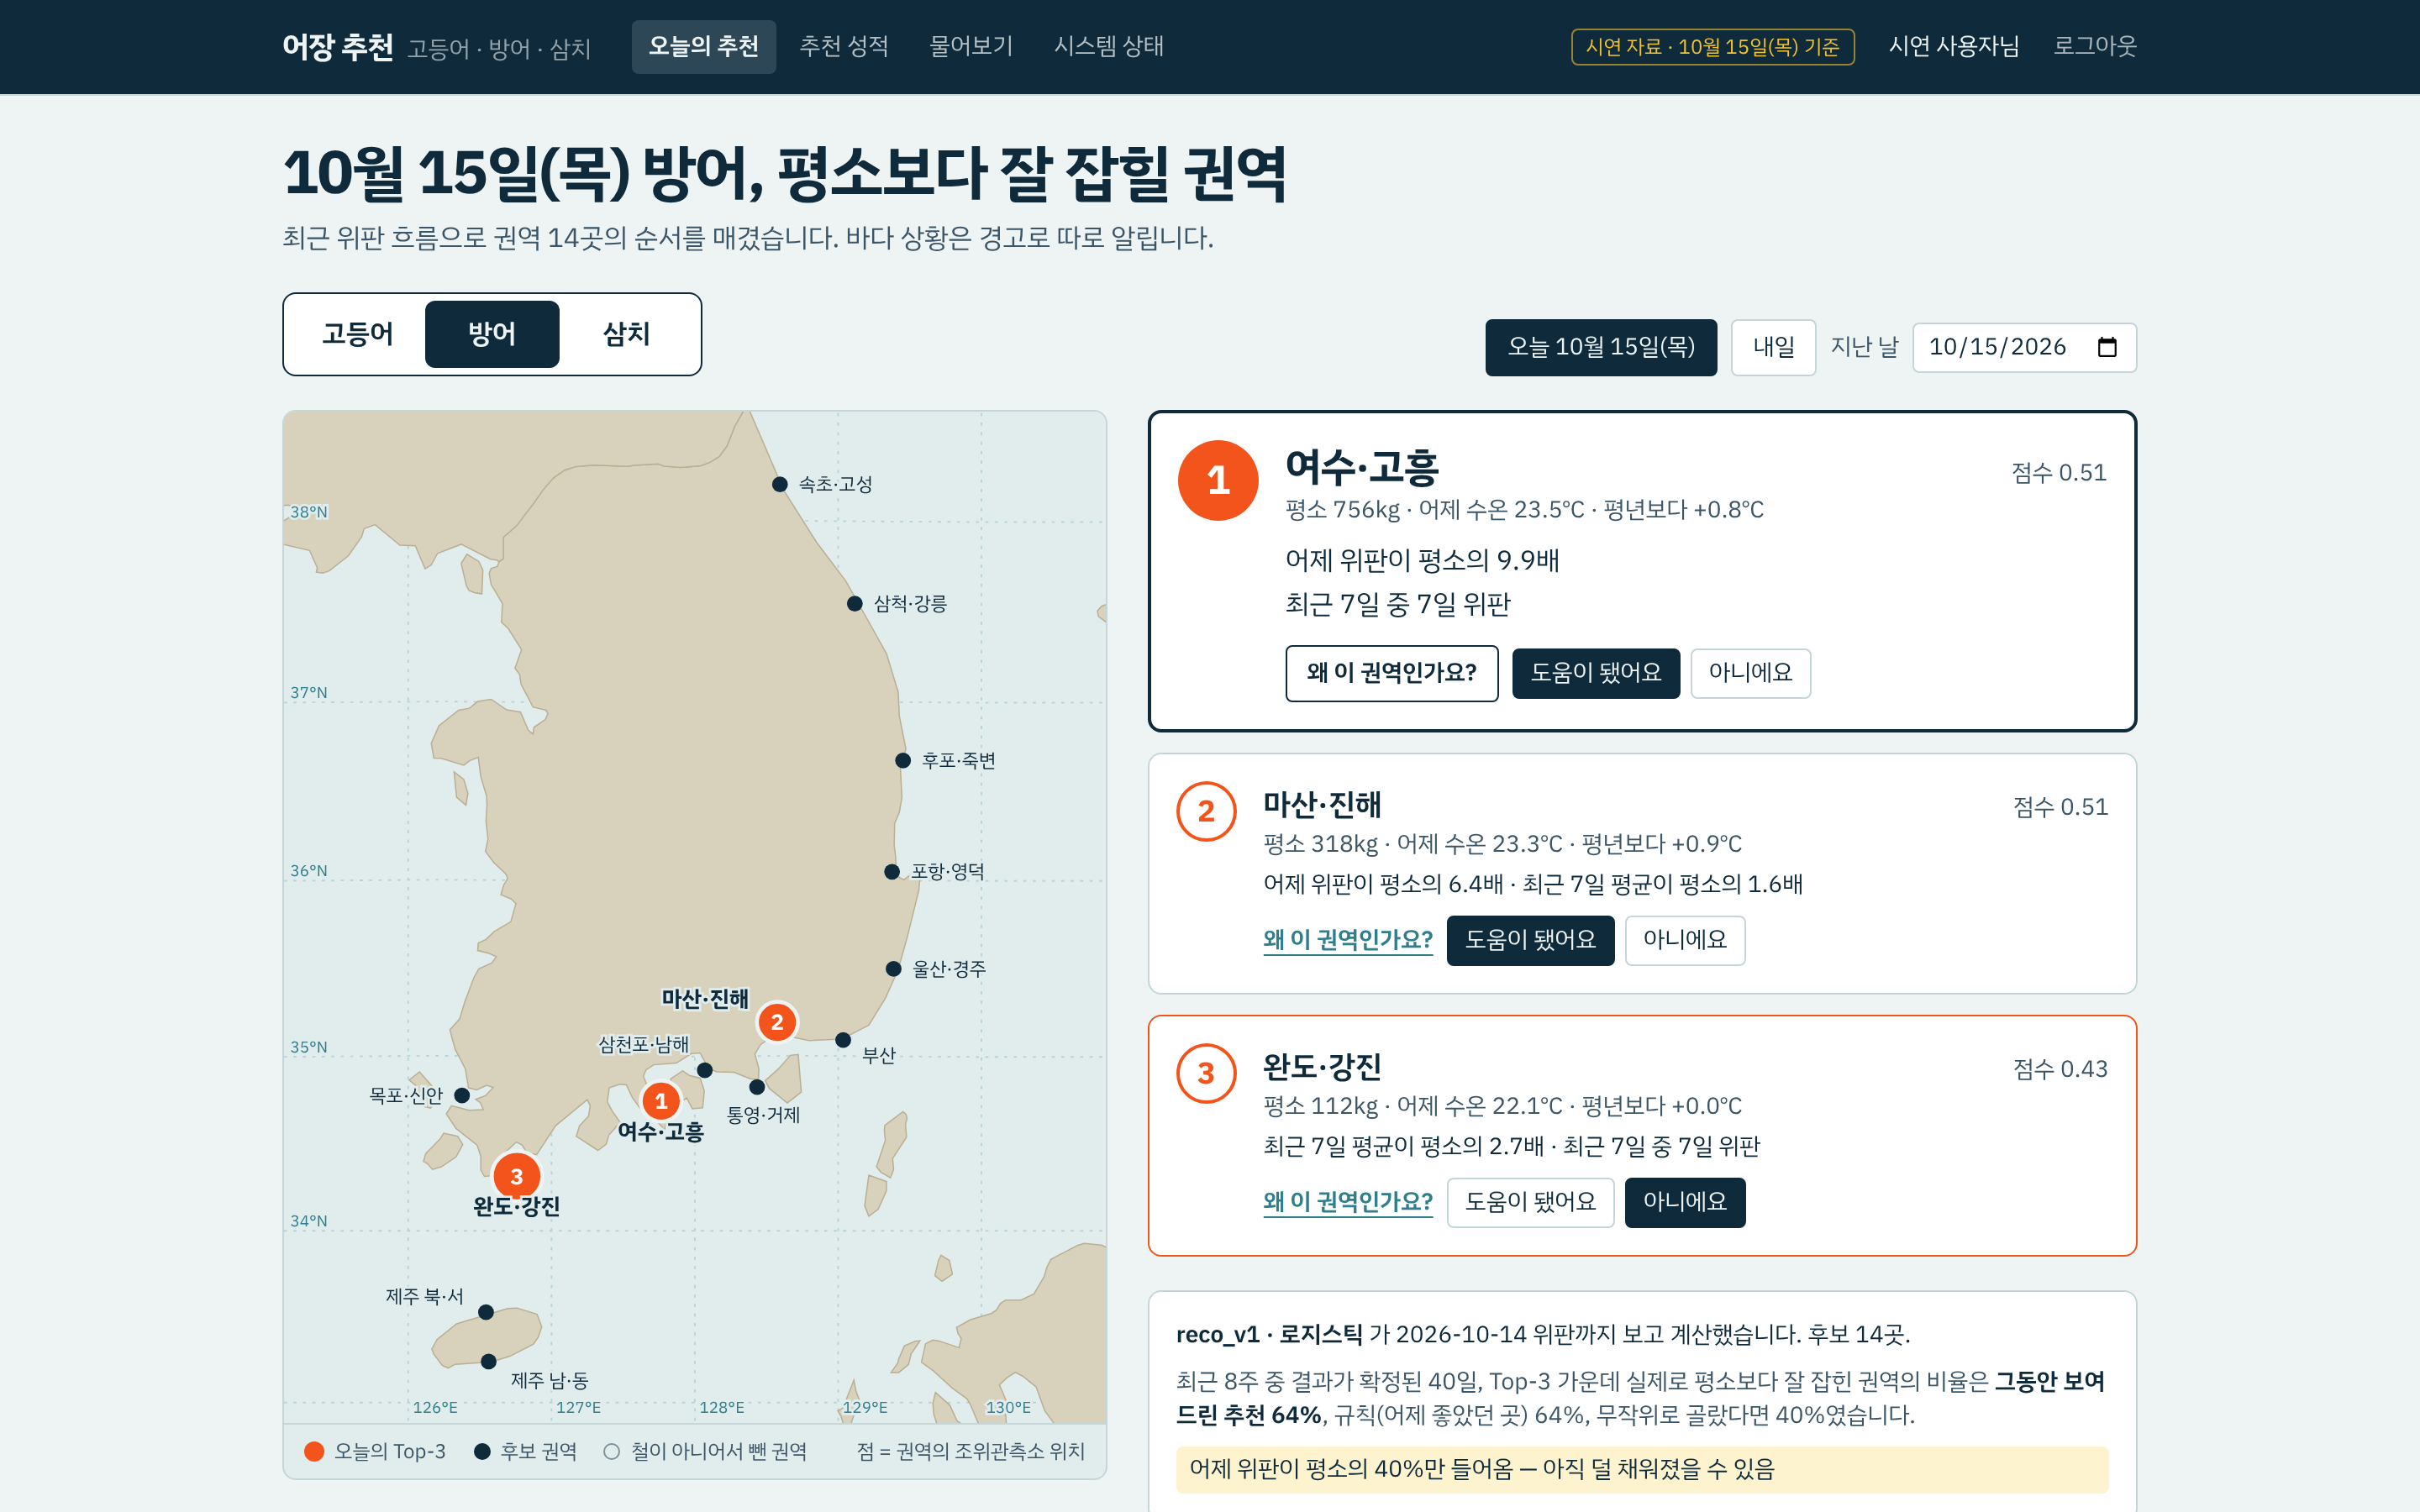 어장 추천 고등어 · 방어 · 삼치 오늘의 추천 추천 성적 물어보기 시스템 상태 시연 자료 · 10월 15일(목) 기준 시연 사용자님 로그아웃
10월 15일(목) 방어, 평소보다 잘 잡힐 권역
최근 위판 흐름으로 권역 14곳의 순서를 매겼습니다. 바다 상황은 경고로 따로 알립니다.
고등어 방어 삼치
오늘 10월 15일(목) 내일 지난 날 10/15/2026
속초·고성
38°N
삼척·강릉
37°N
후포·죽변
36°N
포항·영덕
울산·경주
마산·진해
2
삼천포·남해
35°N
부산
목포·신안
1
통영·거제
여수·고흥
3
완도·강진
34°N
제주 북·서
제주 남·동
126°E 127°E 128°E 129°E 130°E
오늘의 Top-3 후보 권역 철이 아니어서 뺀 권역 점 = 권역의 조위관측소 위치
1 여수·고흥 점수 0.51
평소 756kg · 어제 수온 23.5°C · 평년보다 +0.8°C
어제 위판이 평소의 9.9배
최근 7일 중 7일 위판
왜 이 권역인가요? 도움이 됐어요 아니에요
2 마산·진해 점수 0.51
평소 318kg · 어제 수온 23.3°C · 평년보다 +0.9°C
어제 위판이 평소의 6.4배 · 최근 7일 평균이 평소의 1.6배
왜 이 권역인가요? 도움이 됐어요 아니에요
3 완도·강진 점수 0.43
평소 112kg · 어제 수온 22.1°C · 평년보다 +0.0°C
최근 7일 평균이 평소의 2.7배 · 최근 7일 중 7일 위판
왜 이 권역인가요? 도움이 됐어요 아니에요
reco_v1 · 로지스틱 가 2026-10-14 위판까지 보고 계산했습니다. 후보 14곳.
최근 8주 중 결과가 확정된 40일, Top-3 가운데 실제로 평소보다 잘 잡힌 권역의 비율은 그동안 보여
드린 추천 64%, 규칙(어제 좋았던 곳) 64%, 무작위로 골랐다면 40%였습니다.
어제 위판이 평소의 40%만 들어옴 — 아직 덜 채워졌을 수 있음